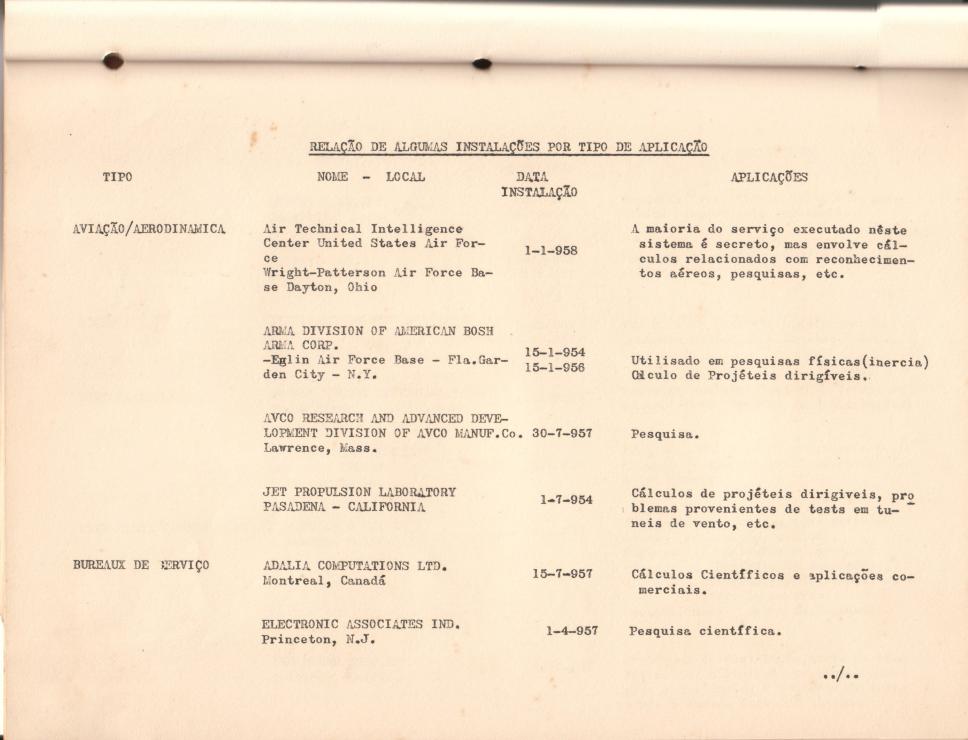 RELAÇÃO DE ALGUMAS INSTALAÇÕES POR TIPO DE APLICAÇÃO
TIPO NOME - LOCAL DATA INSTALAÇÃO APLICAÇÕES
AVIAÇÃO/AERODINAMICA
Air Technical Intelligence
Center United States Air For-
ce
Wright-Patterson Air Force Ba-
se Dayton, Ohio
1-1-958
A maioria do serviço executado nêste
sistema é secreto, mas envolve cál-
culos relacionados com reconhecimen-
tos aéreos, pesquisas, etc.
ARMA DIVISION OF AMERICAN BOSH
ARMA CORP.
-Eglin Air Force Base - Fla.Gar-
den City - N.Y.
15-1-954
15-1-956
Utilisado em pesquisas físicas(inercia)
Cálculo de Projéteis dirigíveis.
AVCO RESEARCH AND ADVANCED DEVE-
LOPMENT DIVISION OF AVCO MANUF.Co.
Lawrence, Mass.
30-7-957
Pesquisa.
JET PROPULSION LABORATORY
PASADENA - CALIFORNIA
1-7-954
Cálculos de projéteis dirigiveis, pro
blemas provenientes de tests em tu-
neis de vento, etc.
BUREAUX DE SERVIÇO
ADALIA COMPUTATIONS LTD.
Montreal, Canadá
15-7-957
Cálculos Científicos e aplicações co-
merciais.
ELECTRONIC ASSOCIATES IND.
Princeton, N.J.
1-4-957
Pesquisa científica.
../..